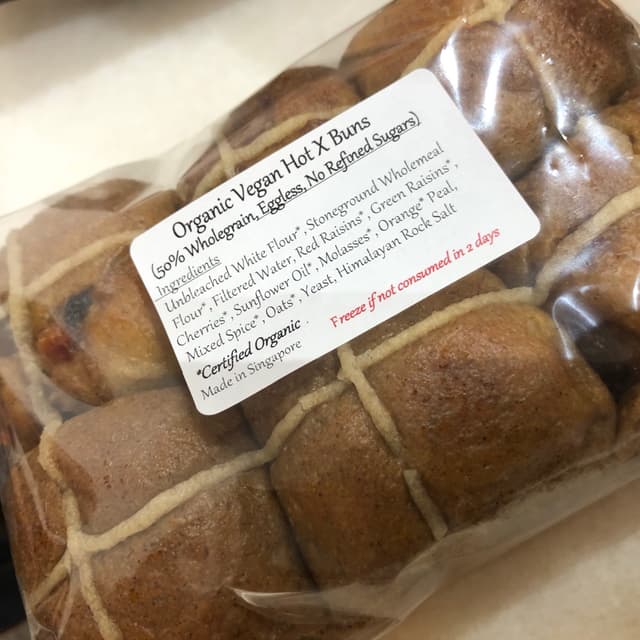 Organic Vegan Hot X Buns
(50% Wholegrain, Eggless, No Refined Sugars)
Ingredients
Unbleached White Flour*, Stoneground Wholemeal
Flour*, Filtered Water, Red Raisins*, Green Raisins*,
Cherries*, Sunflower Oil*, Molasses*, Orange* Peal,
Mixed Spice*, Oats*, Yeast, Himalayan Rock Salt
*Certified Organic.
Freeze if not consumed in 2 days
Made in Singapore